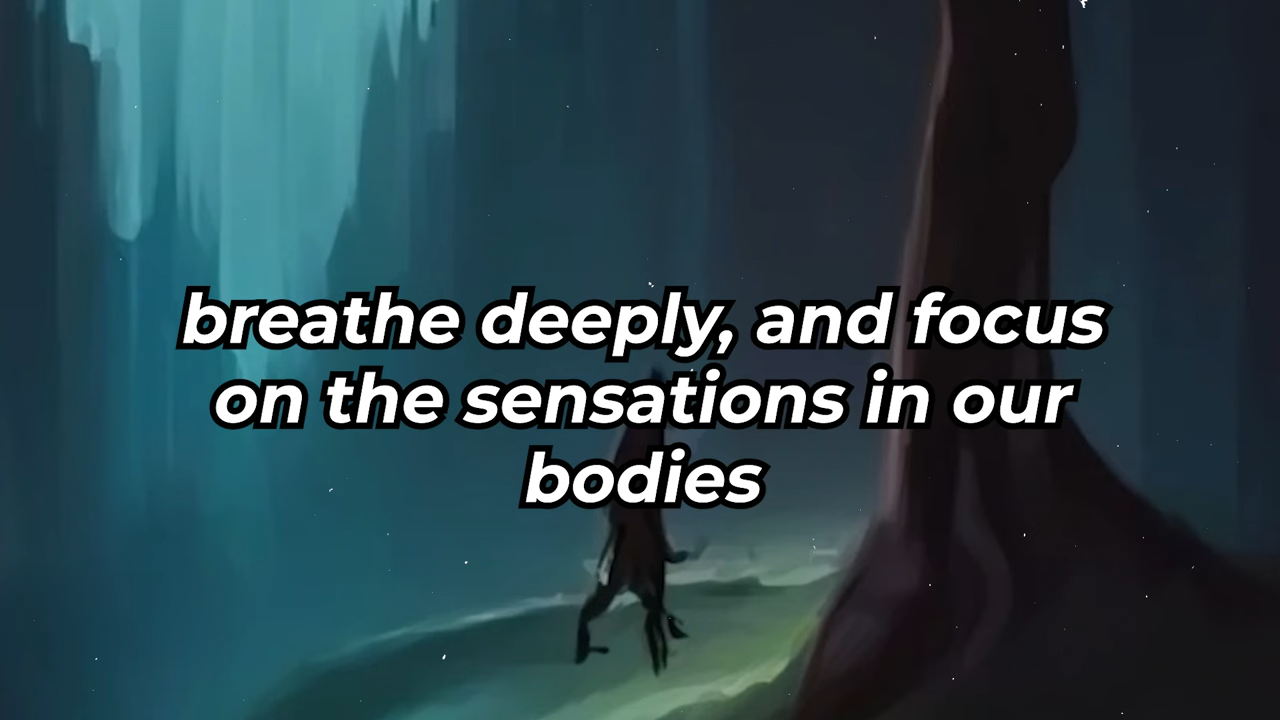 breathe deeply, and focus
on the sensations in our
bodies